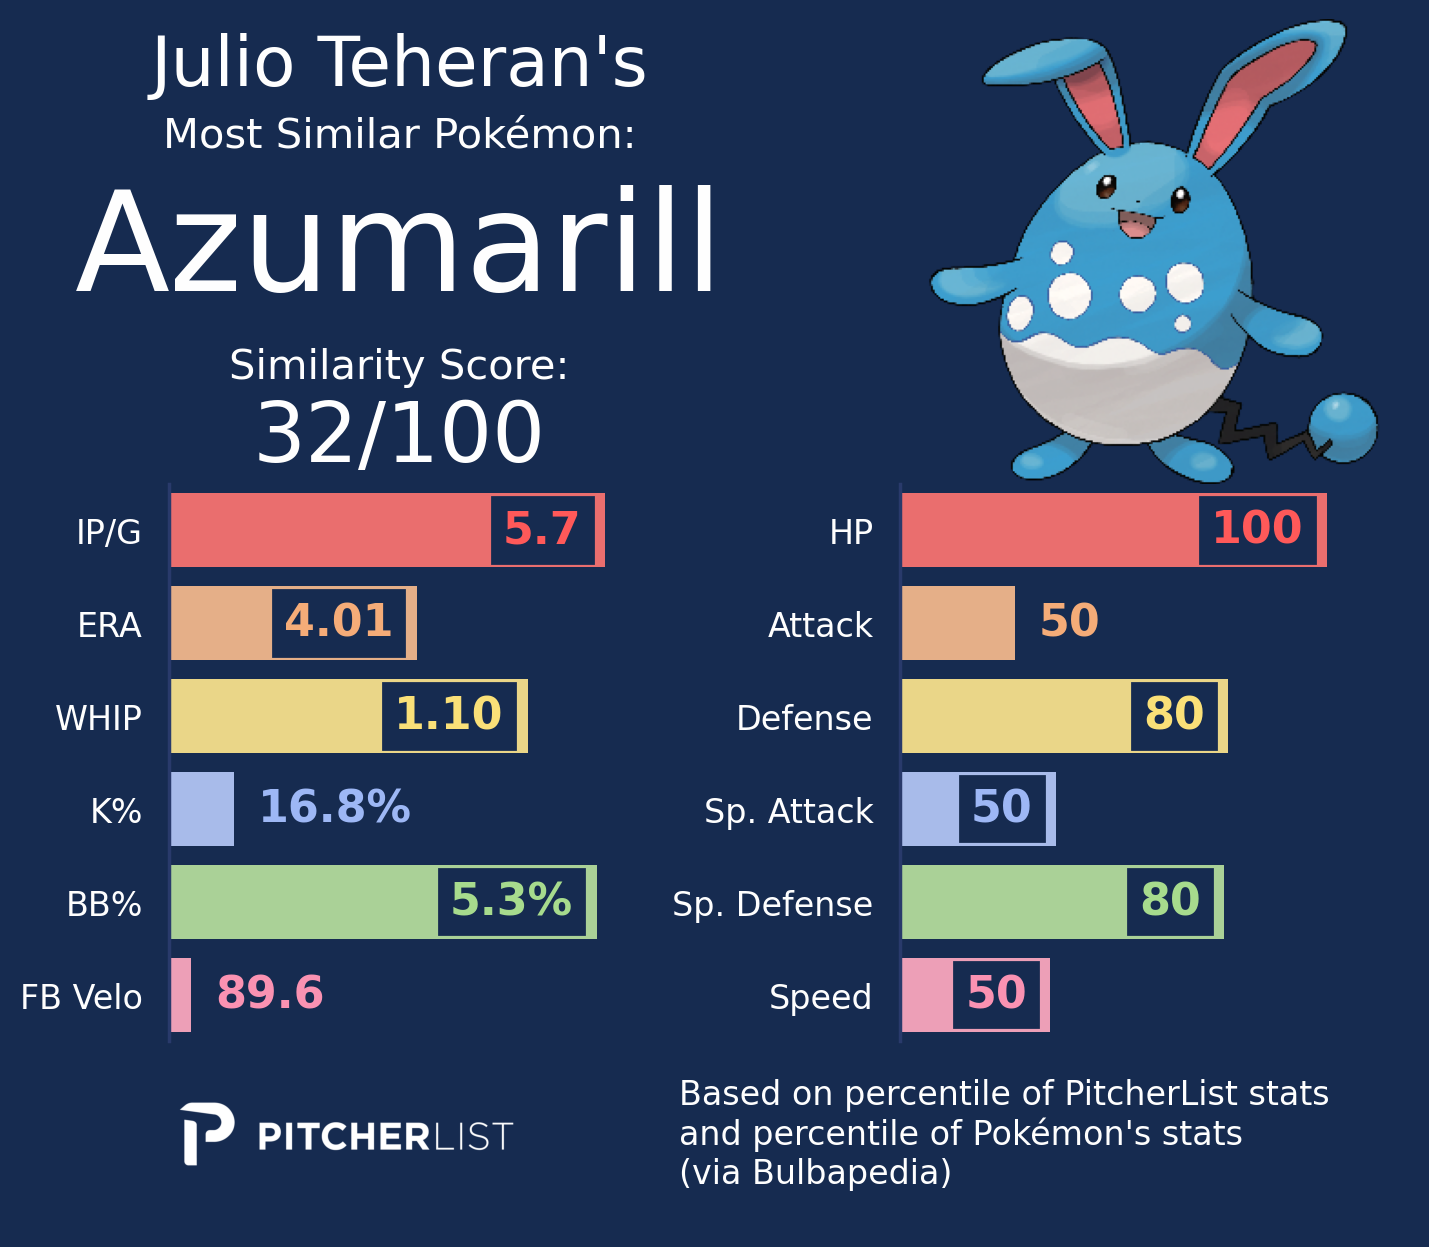 Julio Teheran's
Most Similar Pokémon:
Azumarill
Similarity Score:
32/100
IP/G 5.7
ERA 4.01
WHIP 1.10
K% 16.8%
BB% 5.3%
FB Velo 89.6
HP 100
Attack 50
Defense 80
Sp. Attack 50
Sp. Defense 80
Speed 50
PITCHERLIST
Based on percentile of PitcherList stats
and percentile of Pokémon's stats
(via Bulbapedia)